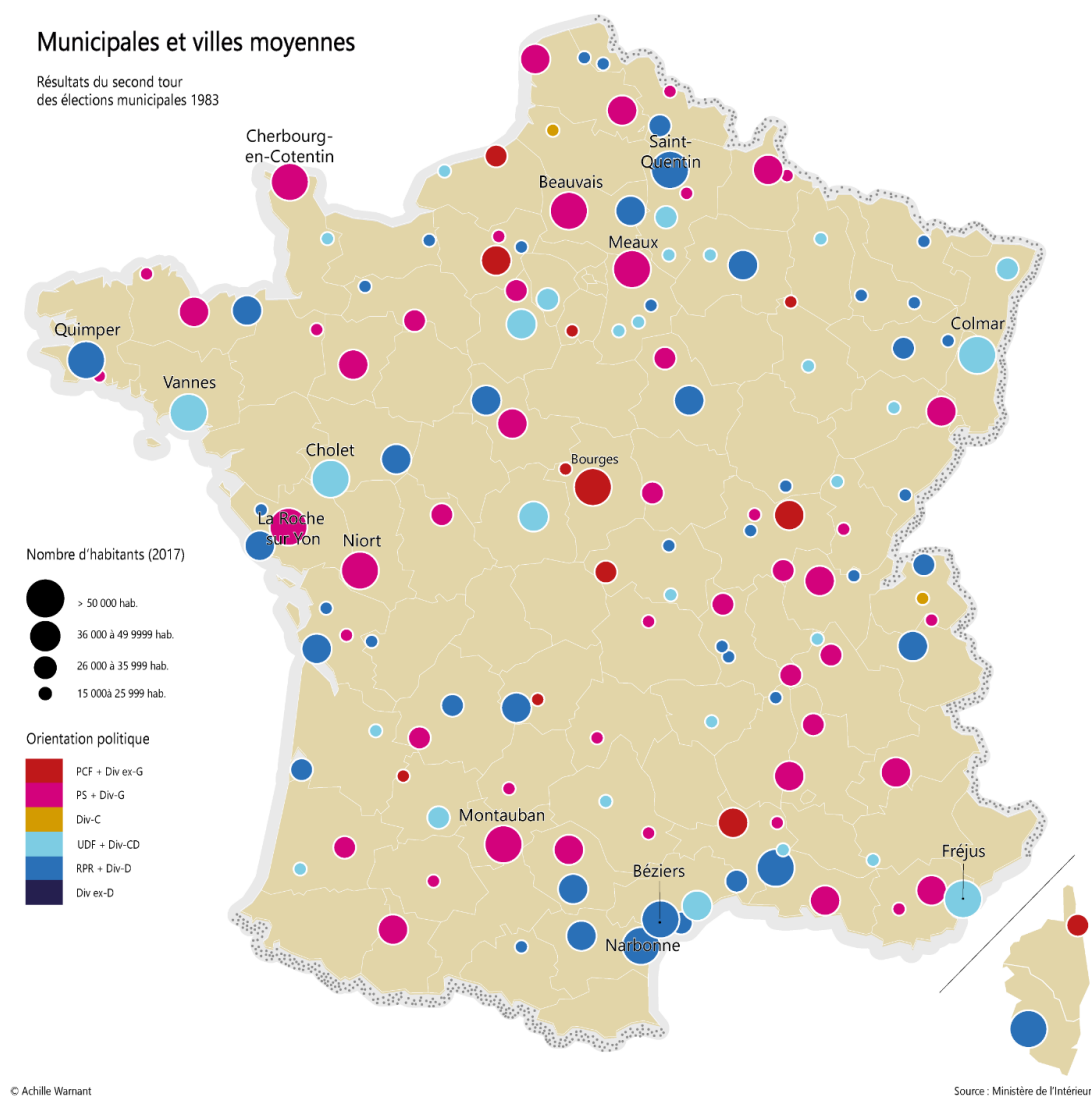 Municipales et villes moyennes
Résultats du second tour
des élections municipales 1983
Cherbourg-
en-Cotentin
Saint-
Quentin
Beauvais
Meaux
Quimper
Colmar
Vannes
Cholet
Bourges
La Roche
sur Yon
Niort
Nombre d'habitants (2017)
> 50 000 hab.
36 000 à 49 9999 hab.
26 000 à 35 999 hab.
15 000à 25 999 hab.
Orientation politique
PCF + Div ex-G
PS + Div-G
Div-C
UDF + Div-CD
RPR + Div-D
Div ex-D
Montauban
Béziers
Fréjus
Narbonne
© Achille Warnant
Source : Ministère de l'Intérieur